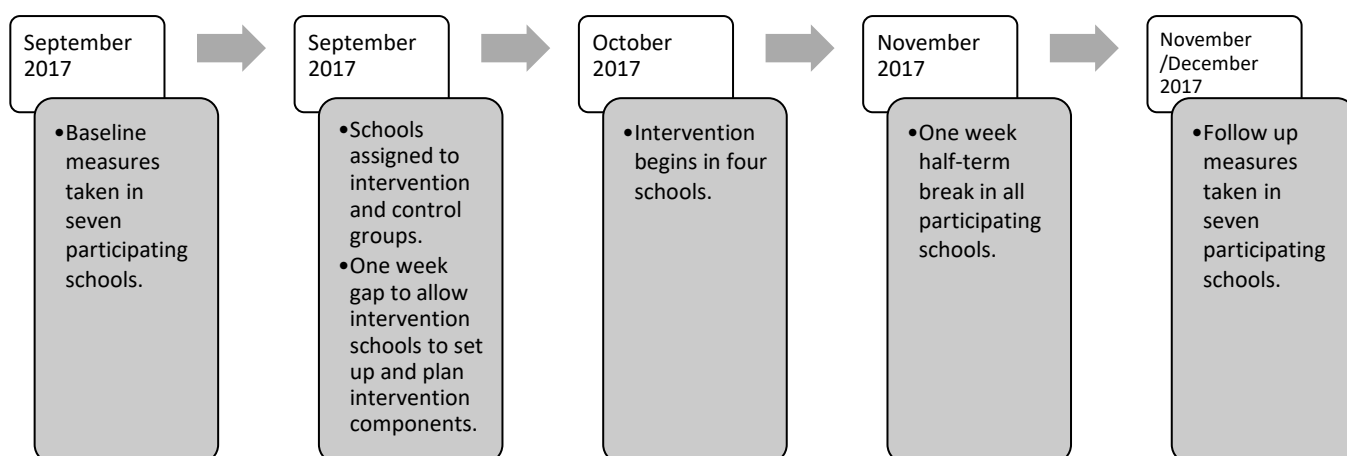 September
2017
•Baseline
measures
taken in
seven
participating
schools.
September
2017
•Schools
assigned to
intervention
and control
groups.
•One week
gap to allow
intervention
schools to set
up and plan
intervention
components.
October
2017
•Intervention
begins in four
schools.
November
2017
•One week
half-term
break in all
participating
schools.
November
/December
2017
•Follow up
measures
taken in
seven
participating
schools.